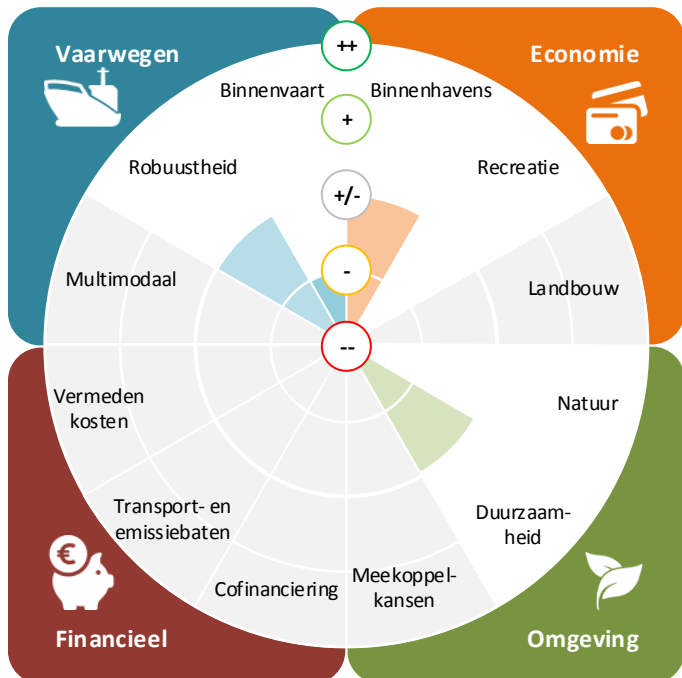 Vaarwegen
++
Economie
Binnenvaart
Binnenhavens
+
Robuustheid
Recreatie
+/-
Multimodaal
-
Landbouw
--
Vermeden
kosten
Natuur
Transport- en
emissiebaten
Duurzaam-
heid
Cofinanciering
Meekoppel-
kansen
€
Financieel
Omgeving